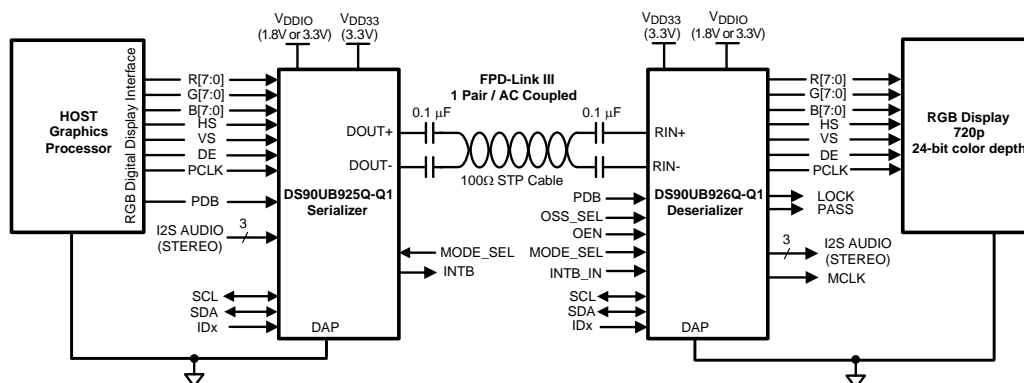 VDDIO
(1.8V or 3.3V)
VDD33
(3.3V)
VDD33
(3.3V)
VDDIO
(1.8V or 3.3V)
HOST
Graphics
Processor
RGB Digital Display Interface
R[7:0]
G[7:0]
B[7:0]
HS
VS
DE
PCLK
PDB
I2S AUDIO
(STEREO)
3
SCL
SDA
IDx
DOUT+
DOUT-
DS90UB925Q-Q1
Serializer
DAP
MODE_SEL
INTB
FPD-Link III
1 Pair / AC Coupled
0.1 μF
0.1 μF
100Ω STP Cable
PDB
OSS_SEL
OEN
MODE_SEL
INTB_IN
SCL
SDA
IDx
RIN+
RIN-
DS90UB926Q-Q1
Deserializer
DAP
R[7:0]
G[7:0]
B[7:0]
HS
VS
DE
PCLK
LOCK
PASS
3
I2S AUDIO
(STEREO)
MCLK
RGB Display
720p
24-bit color depth